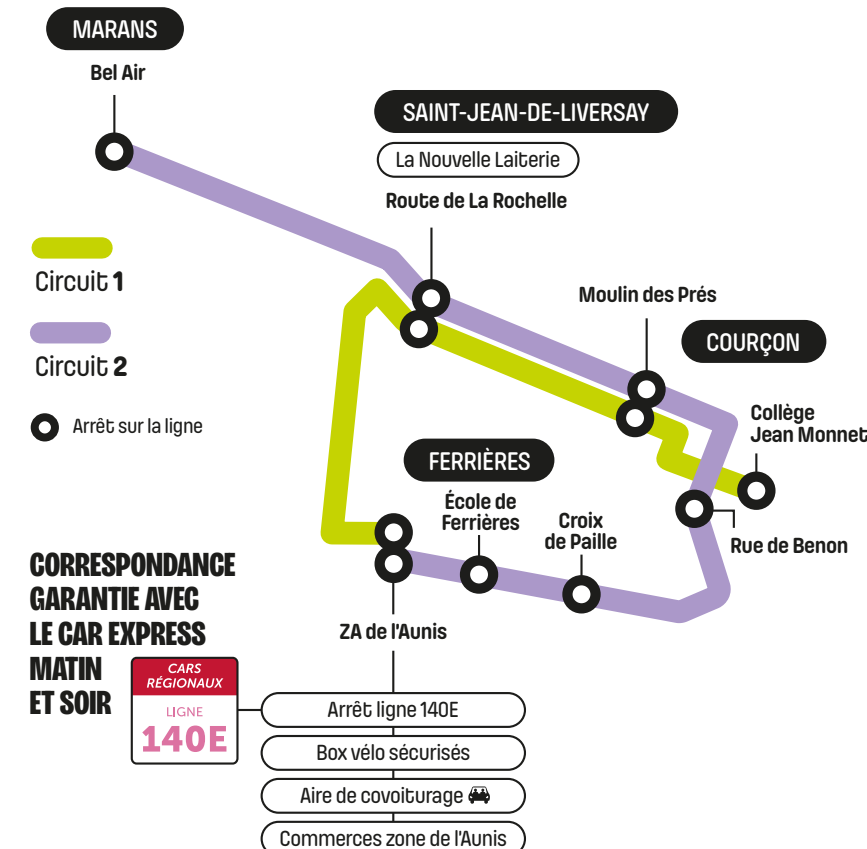 MARANS
Bel Air
SAINT-JEAN-DE-LIVERSAY
La Nouvelle Laiterie
Route de La Rochelle
Circuit 1
Moulin des Prés
COURÇON
Circuit 2
Collège
Jean Monnet
Arrêt sur la ligne
FERRIÈRES
École de
Ferrières
Croix
de Paille
Rue de Benon
CORRESPONDANCE
GARANTIE AVEC
LE CAR EXPRESS
MATIN
ET SOIR
ZA de l'Aunis
CARS
RÉGIONAUX
LIGNE
140E
Arrêt ligne 140E
Box vélo sécurisés
Aire de covoiturage
Commerces zone de l'Aunis